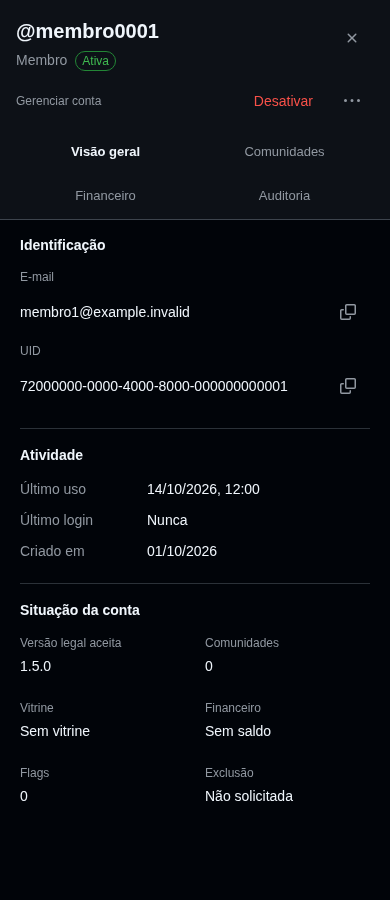 @membro0001
Membro Ativa
Gerenciar conta Desativar
Visão geral Comunidades
Financeiro Auditoria
Identificação
E-mail
membro1@example.invalid
UID
72000000-0000-4000-8000-000000000001
Atividade
Último uso 14/10/2026, 12:00
Último login Nunca
Criado em 01/10/2026
Situação da conta
Versão legal aceita Comunidades
1.5.0 0
Vitrine Financeiro
Sem vitrine Sem saldo
Flags Exclusão
0 Não solicitada